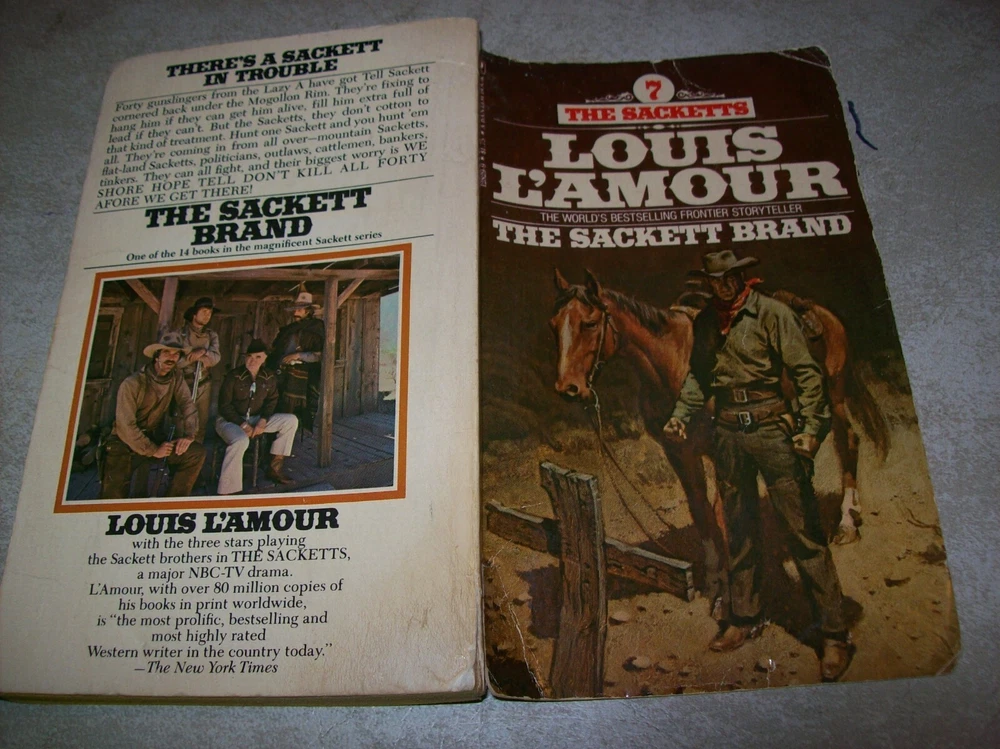 THERE'S A SACKETT
IN TROUBLE
Forty gunslingers from the Lazy A have got Tell Sackett
cornered back under the Mogollon Rim. They're fixing to
hang him if they can get him alive, fill him extra full of
lead if they can't. But the Sacketts, they don't cotton to
that kind of treatment. Hunt one Sackett and you hunt 'em
all. They're coming in from all over—mountain Sacketts,
flat-land Sacketts, politicians, outlaws, cattlemen, bankers,
tinkers. They can all fight, and their biggest worry is WE
SHORE HOPE TELL DON'T KILL ALL FORTY
AFORE WE GET THERE!
THE SACKETT
BRAND
One of the 14 books in the magnificent Sackett series
LOUIS L'AMOUR
with the three stars playing
the Sackett brothers in THE SACKETTS,
a major NBC-TV drama.
L'Amour, with over 80 million copies of
his books in print worldwide,
is "the most prolific, bestselling and
most highly rated
Western writer in the country today."
—The New York Times
7
THE SACKETTS
LOUIS
L'AMOUR
THE WORLD'S BESTSELLING FRONTIER STORYTELLER
THE SACKETT BRAND